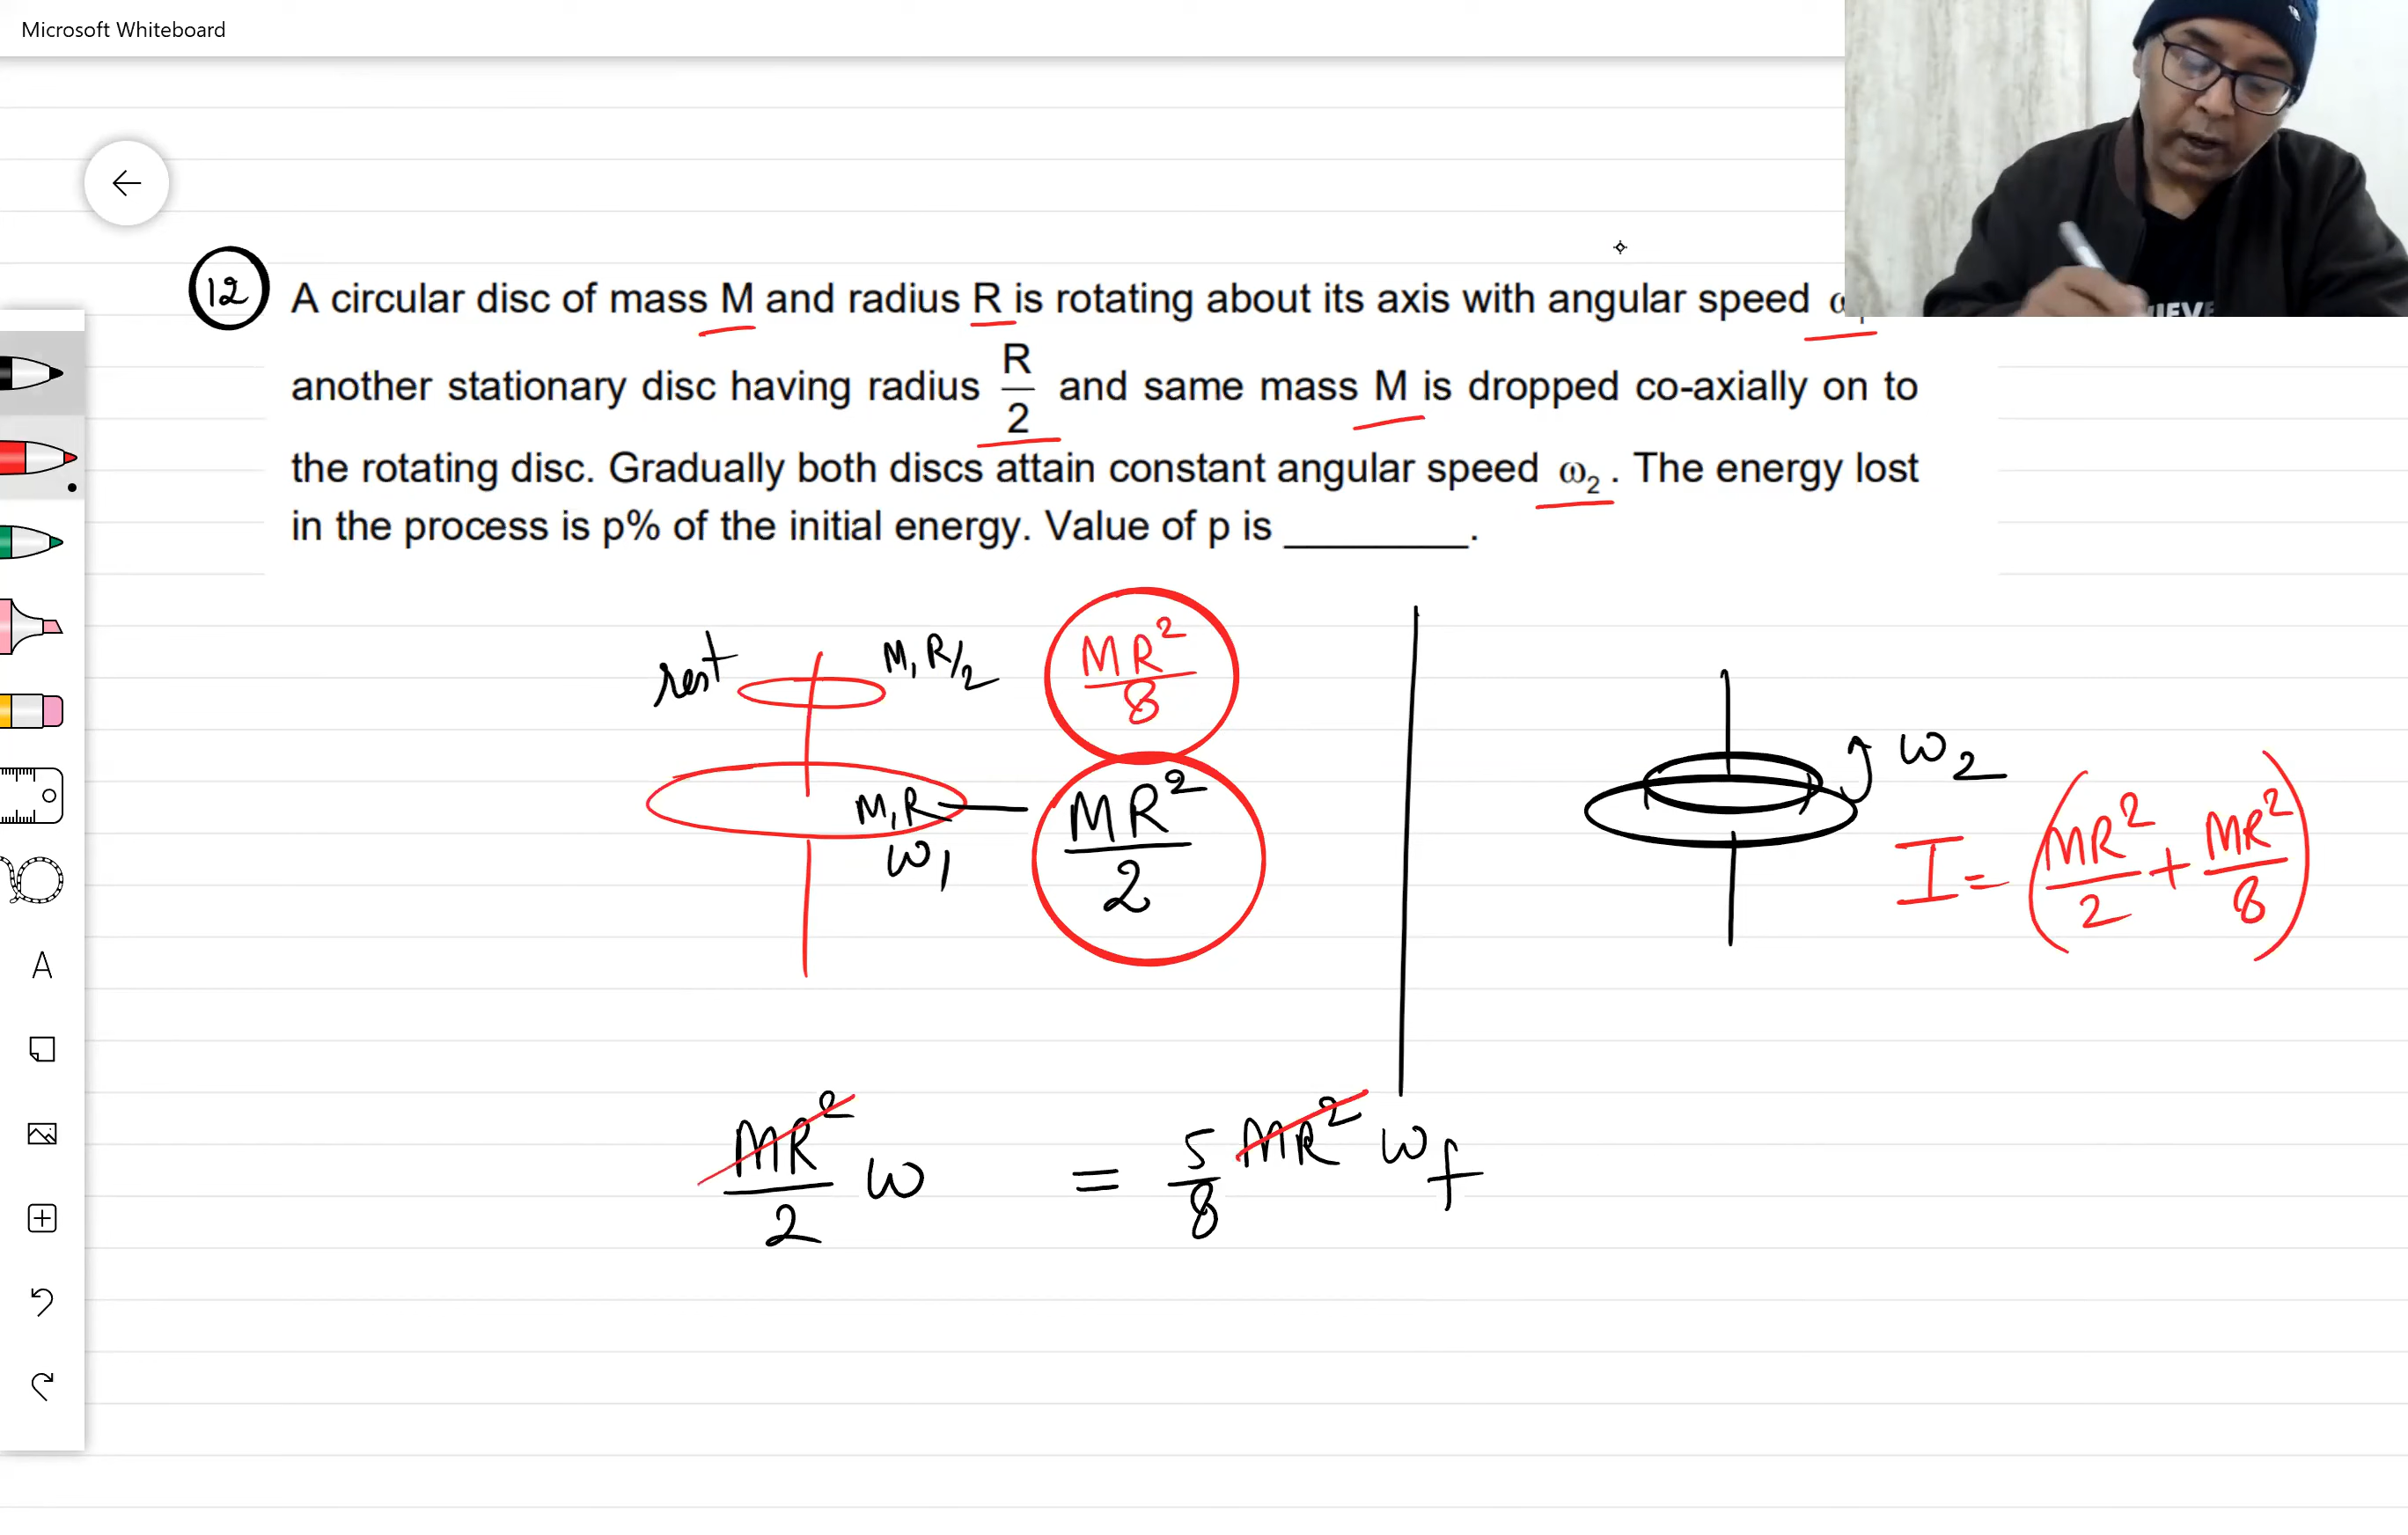 Microsoft Whiteboard
12 A circular disc of mass M and radius R is rotating about its axis with angular speed
another stationary disc having radius R/2 and same mass M is dropped co-axially on to
the rotating disc. Gradually both discs attain constant angular speed ω₂. The energy lost
in the process is p% of the initial energy. Value of p is ________.
rest M, R/2 MR²/8
M, R MR²/2
ω₁
ω₂
I = (MR²/2 + MR²/8)
MR²/2 ω = 5/8 MR² ω_f
A